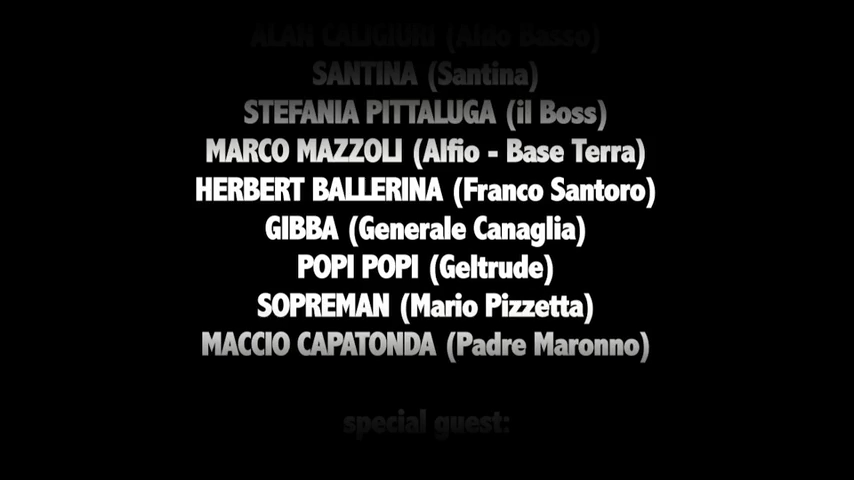 ALAN CALIGIURI (Aldo Basso)
SANTINA (Santina)
STEFANIA PITTALUGA (il Boss)
MARCO MAZZOLI (Alfio - Base Terra)
HERBERT BALLERINA (Franco Santoro)
GIBBA (Generale Canaglia)
POPI POPI (Geltrude)
SOPREMAN (Mario Pizzetta)
MACCIO CAPATONDA (Padre Maronno)
special guest: